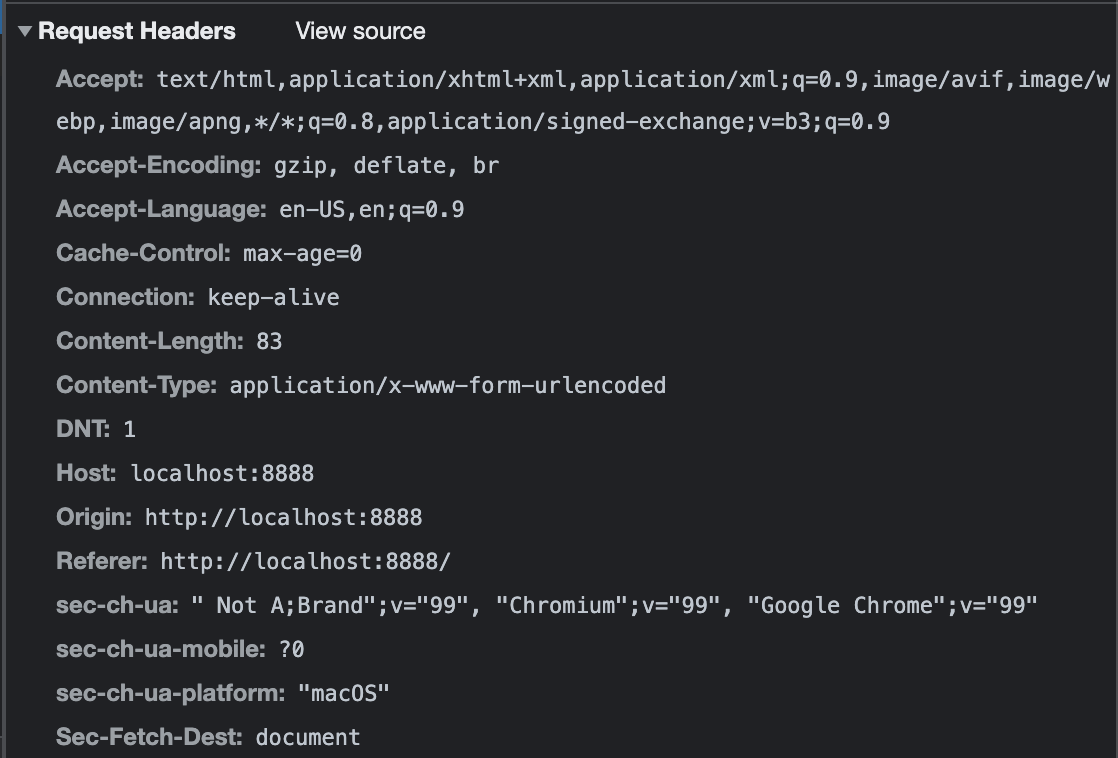 Request Headers View source
Accept: text/html,application/xhtml+xml,application/xml;q=0.9,image/avif,image/w
ebp,image/apng,*/*;q=0.8,application/signed-exchange;v=b3;q=0.9
Accept-Encoding: gzip, deflate, br
Accept-Language: en-US,en;q=0.9
Cache-Control: max-age=0
Connection: keep-alive
Content-Length: 83
Content-Type: application/x-www-form-urlencoded
DNT: 1
Host: localhost:8888
Origin: http://localhost:8888
Referer: http://localhost:8888/
sec-ch-ua: " Not A;Brand";v="99", "Chromium";v="99", "Google Chrome";v="99"
sec-ch-ua-mobile: ?0
sec-ch-ua-platform: "macOS"
Sec-Fetch-Dest: document